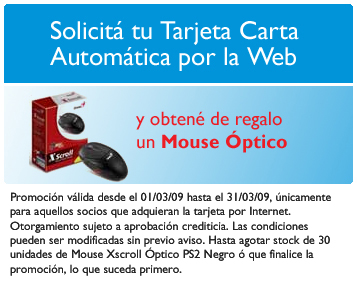 Solicitá tu Tarjeta Carta
Automática por la Web
y obtené de regalo
un Mouse Óptico
XScroll
Promoción válida desde el 01/03/09 hasta el 31/03/09, únicamente
para aquellos socios que adquieran la tarjeta por Internet.
Otorgamiento sujeto a aprobación crediticia. Las condiciones
pueden ser modificadas sin previo aviso. Hasta agotar stock de 30
unidades de Mouse Xscroll Óptico PS2 Negro ó que finalice la
promoción, lo que suceda primero.